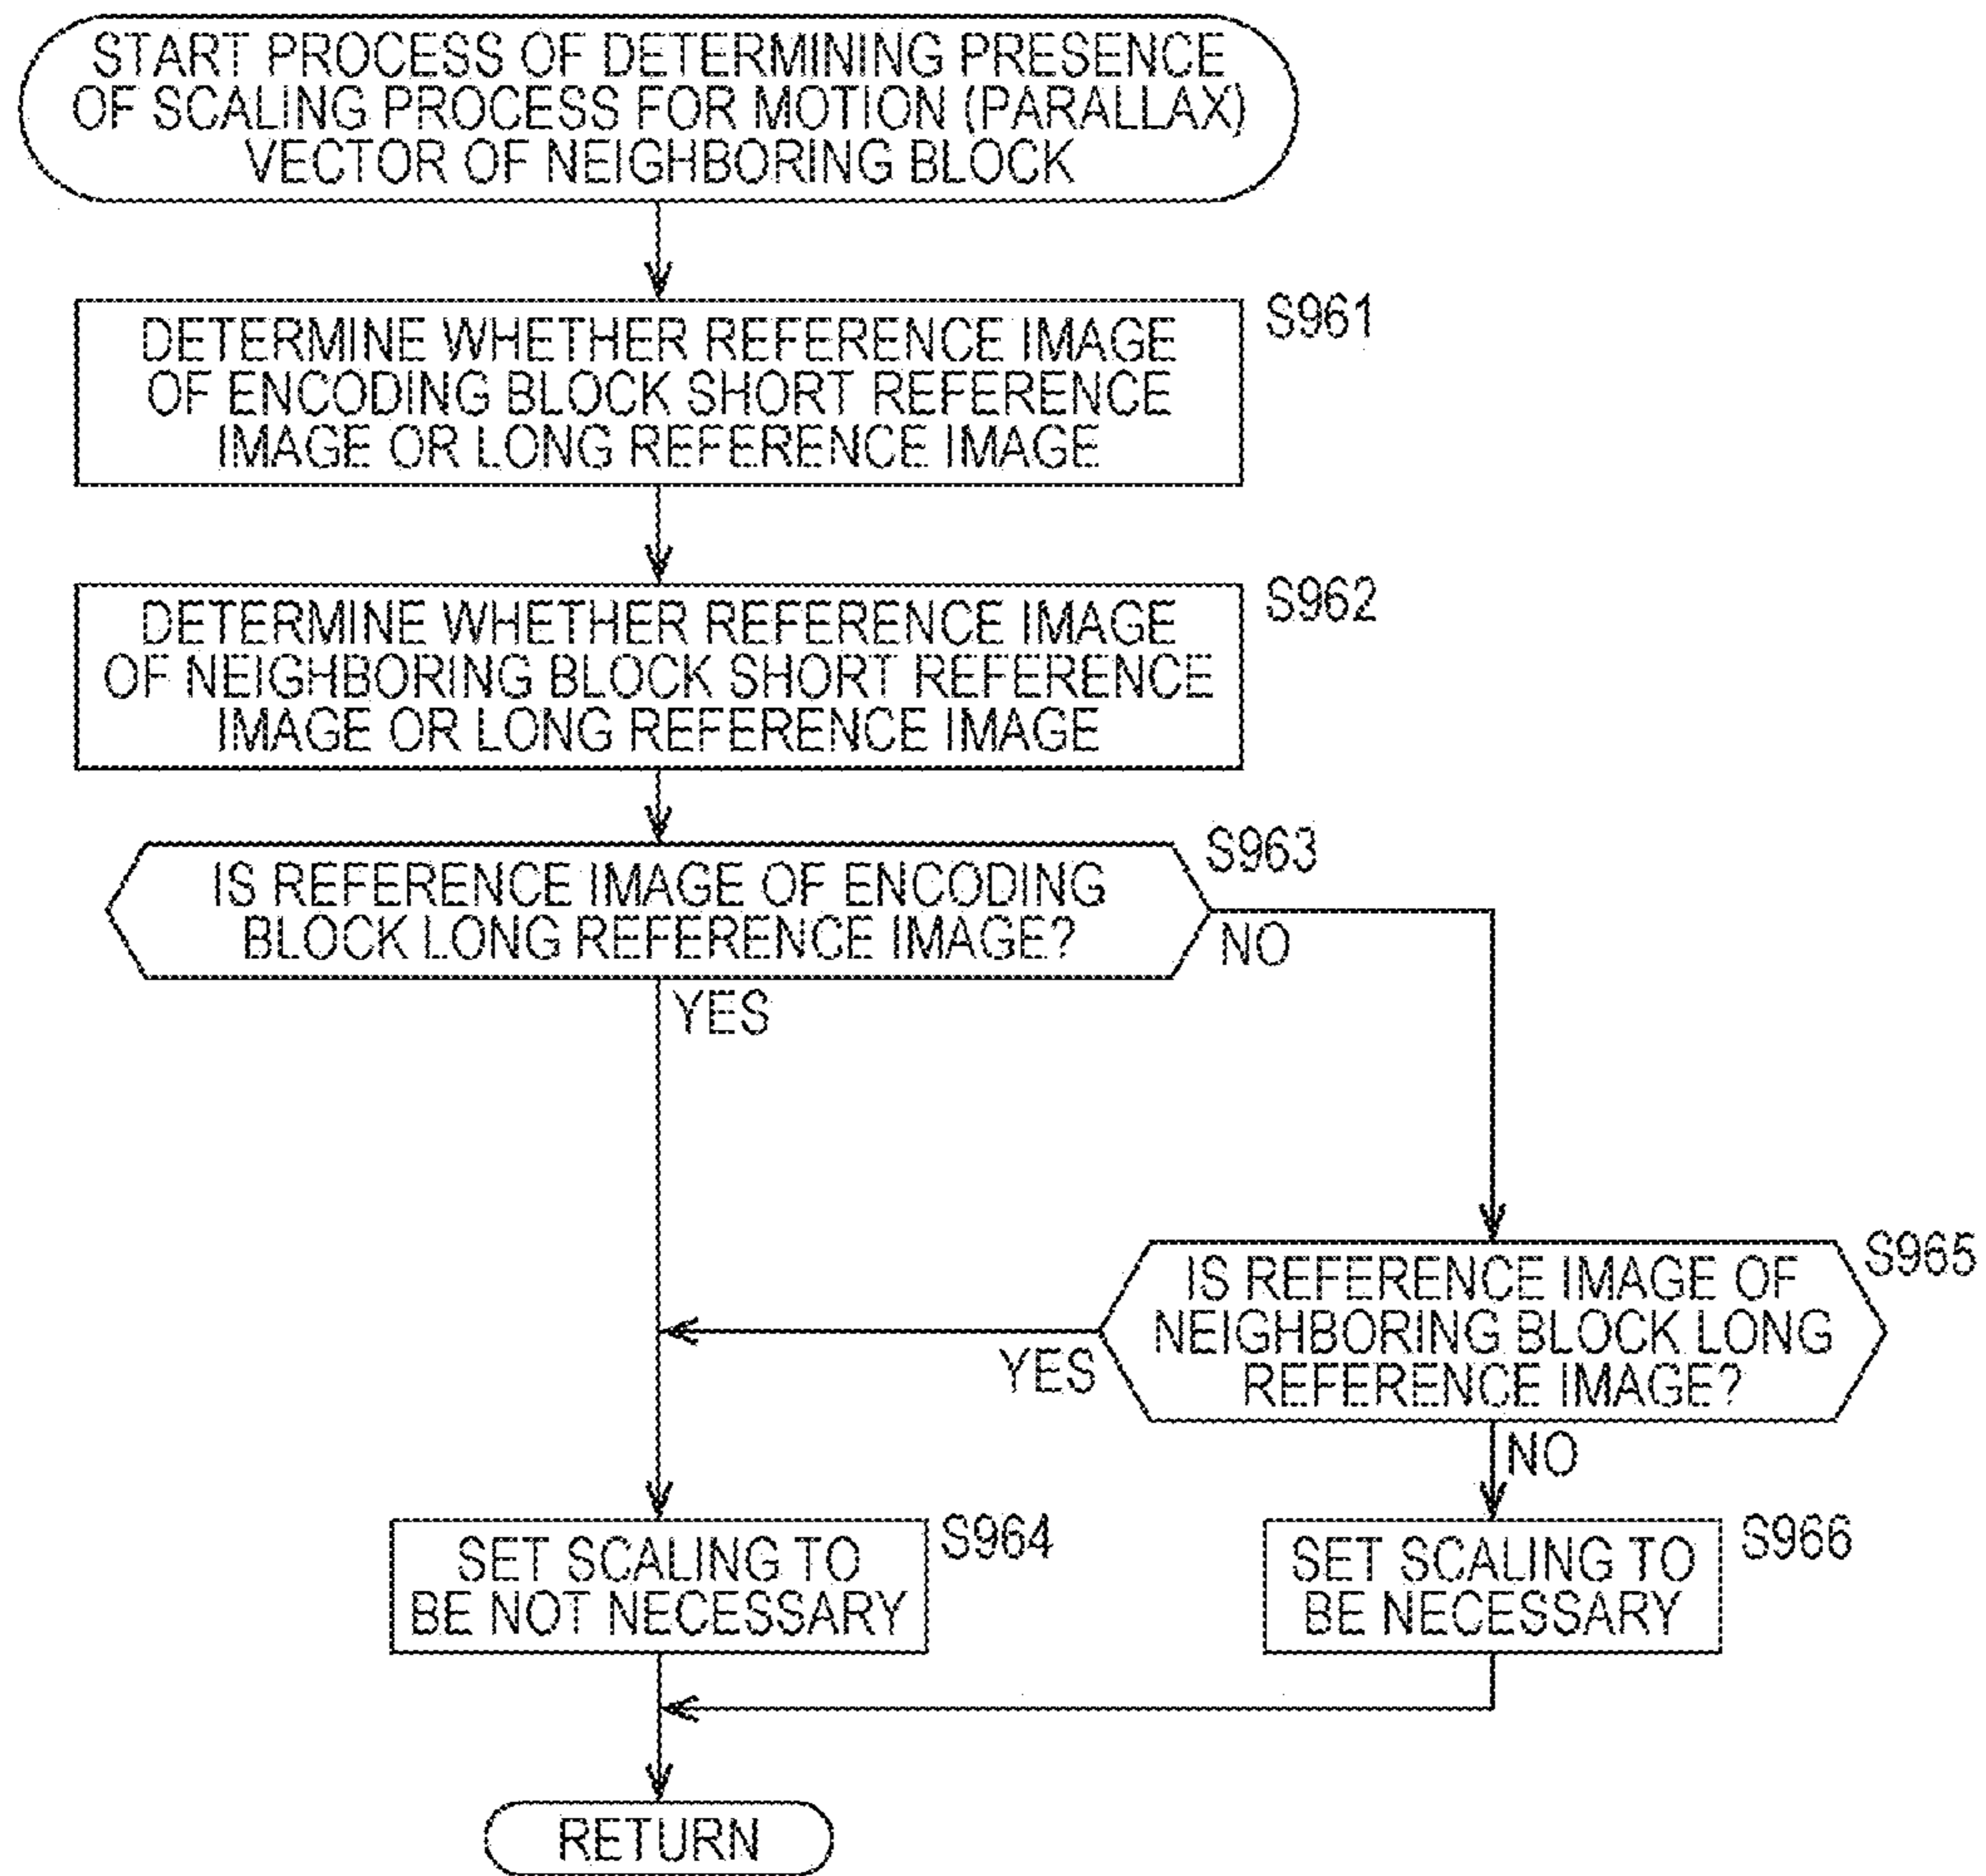 START PROCESS OF DETERMINING PRESENCE
OF SCALING PROCESS FOR MOTION (PARALLAX)
VECTOR OF NEIGHBORING BLOCK
S961
DETERMINE WHETHER REFERENCE IMAGE
OF ENCODING BLOCK SHORT REFERENCE
IMAGE OR LONG REFERENCE IMAGE
S962
DETERMINE WHETHER REFERENCE IMAGE
OF NEIGHBORING BLOCK SHORT REFERENCE
IMAGE OR LONG REFERENCE IMAGE
S963
IS REFERENCE IMAGE OF ENCODING
BLOCK LONG REFERENCE IMAGE?
NO
YES
S965
IS REFERENCE IMAGE OF
NEIGHBORING BLOCK LONG
REFERENCE IMAGE?
YES
NO
S964
SET SCALING TO
BE NOT NECESSARY
S966
SET SCALING TO
BE NECESSARY
RETURN